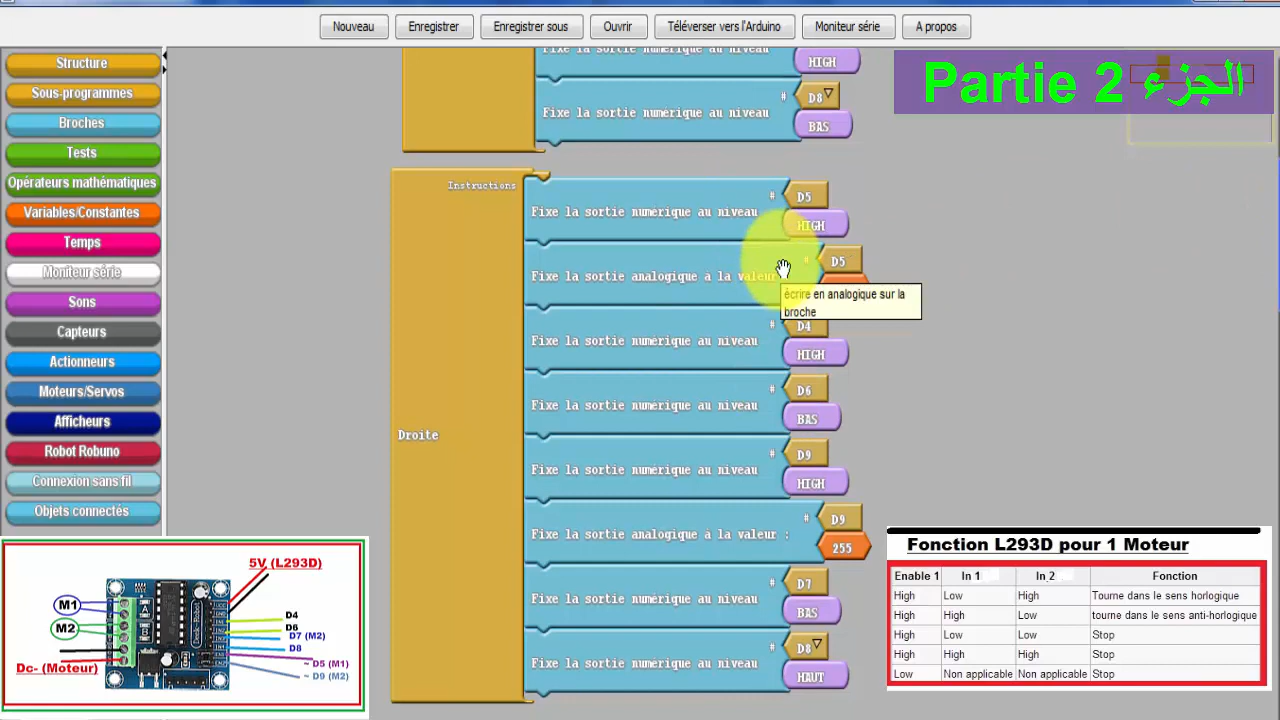 Nouveau
Enregistrer
Enregistrer sous
Ouvrir
Téléverser vers l'Arduino
Moniteur série
A propos
Partie 2 الجزء
Structure
Sous-programmes
Broches
Tests
Opérateurs mathématiques
Variables/Constantes
Temps
Moniteur série
Sons
Capteurs
Actionneurs
Moteurs/Servos
Afficheurs
Robot Robuno
Connexion sans fil
Objets connectés
Fixe la sortie numérique au niveau
HIGH
Fixe la sortie numérique au niveau # D8
BAS
Instructions
Droite
Fixe la sortie numérique au niveau # D5
HIGH
Fixe la sortie analogique à la valeur # D5
écrire en analogique sur la
broche
Fixe la sortie numérique au niveau # D4
HIGH
Fixe la sortie numérique au niveau # D6
BAS
Fixe la sortie numérique au niveau # D9
HIGH
Fixe la sortie analogique à la valeur : # D9
255
Fixe la sortie numérique au niveau # D7
BAS
Fixe la sortie numérique au niveau # D8
HAUT
5V (L293D)
M1
M2
Dc- (Moteur)
D4
D6
D7 (M2)
D8
~ D5 (M1)
~ D9 (M2)
Fonction L293D pour 1 Moteur
Enable 1 In 1 In 2 Fonction
High Low High Tourne dans le sens horlogique
High High Low tourne dans le sens anti-horlogique
High Low Low Stop
High High High Stop
Low Non applicable Non applicable Stop